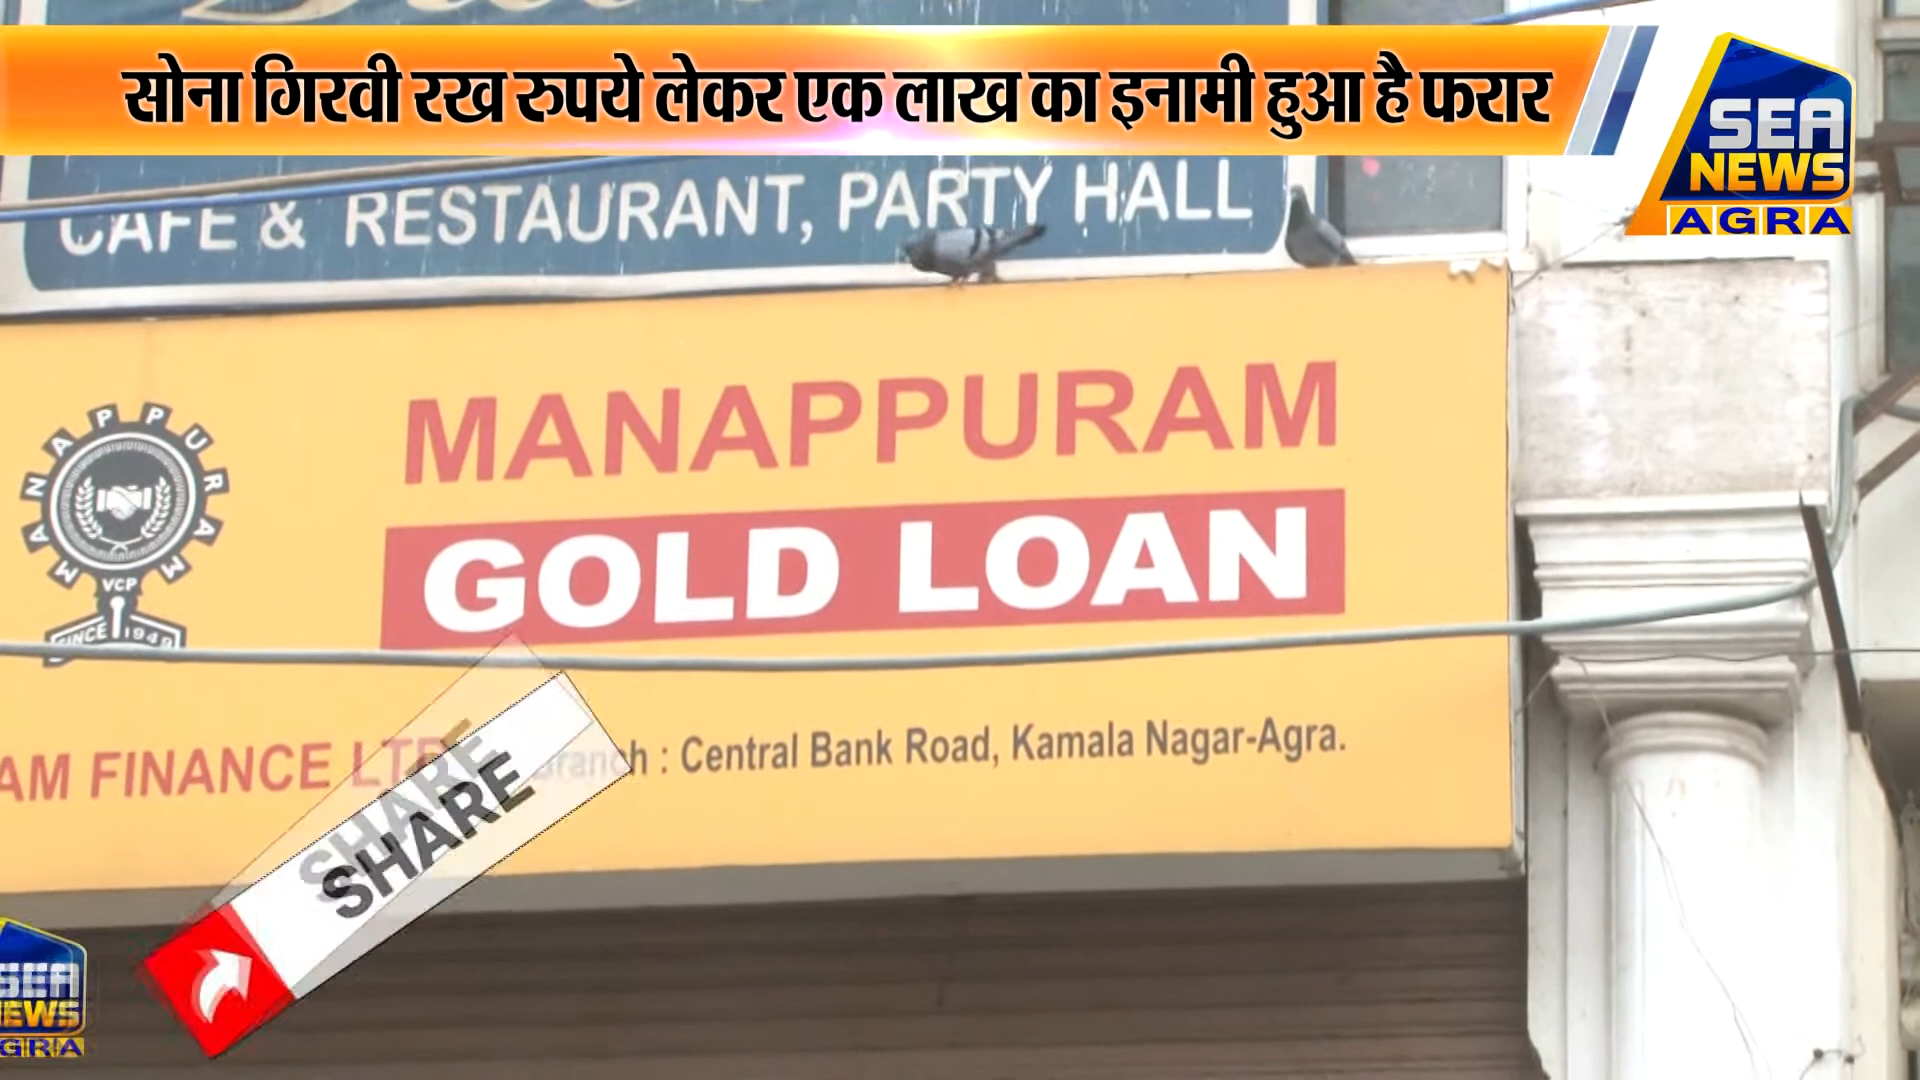 सोना गिरवी रख रुपये लेकर एक लाख का इनामी हुआ है फरार
SEA
NEWS
AGRA
CAFE & RESTAURANT, PARTY HALL
MANAPPURAM
VCP
SINCE 1949
MANAPPURAM
GOLD LOAN
AM FINANCE LTD. Branch : Central Bank Road, Kamala Nagar-Agra.
SHARE
SEA
NEWS
AGRA